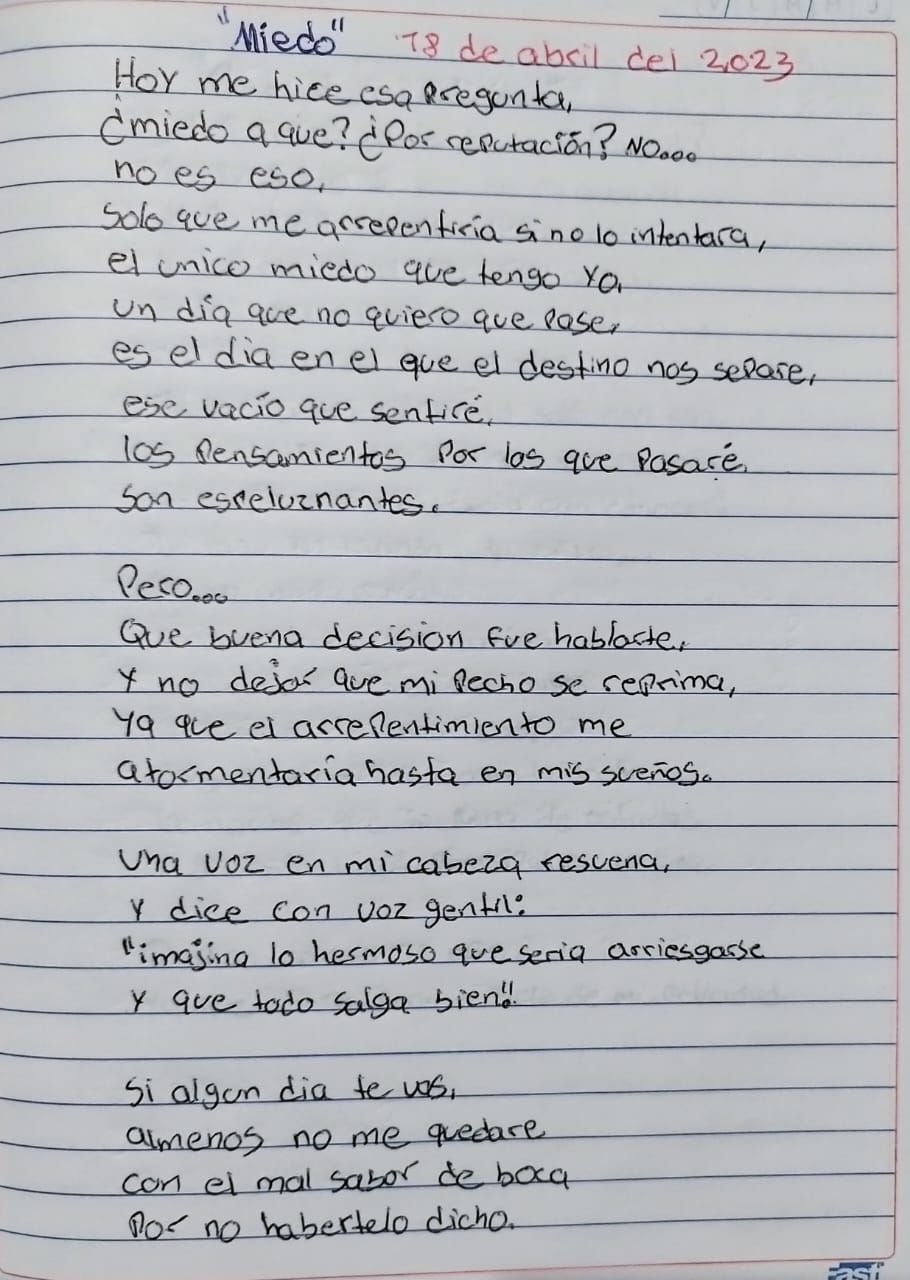 "Miedo" 18 de abril del 2023
Hoy me hice esa pregunta,
¿miedo a que? ¿Por reputación? No....
no es eso,
Solo que me arrepentiría si no lo intentara,
el unico miedo que tengo yo,
un día que no quiero que pase,
es el dia en el que el destino nos separe,
ese vacío que sentiré,
los pensamientos por los que pasaré,
son espeluznantes.
Pero....
Que buena decision fue hablarte,
y no dejar que mi pecho se reprima,
ya que el arrepentimiento me
atormentaría hasta en mis sueños.
Una voz en mi cabeza resuena,
y dice con voz gentil:
"imajina lo hermoso que seria arriesgarse
y que todo salga bien".
Si algun dia te vas,
almenos no me quedare
con el mal sabor de boca
por no habertelo dicho.